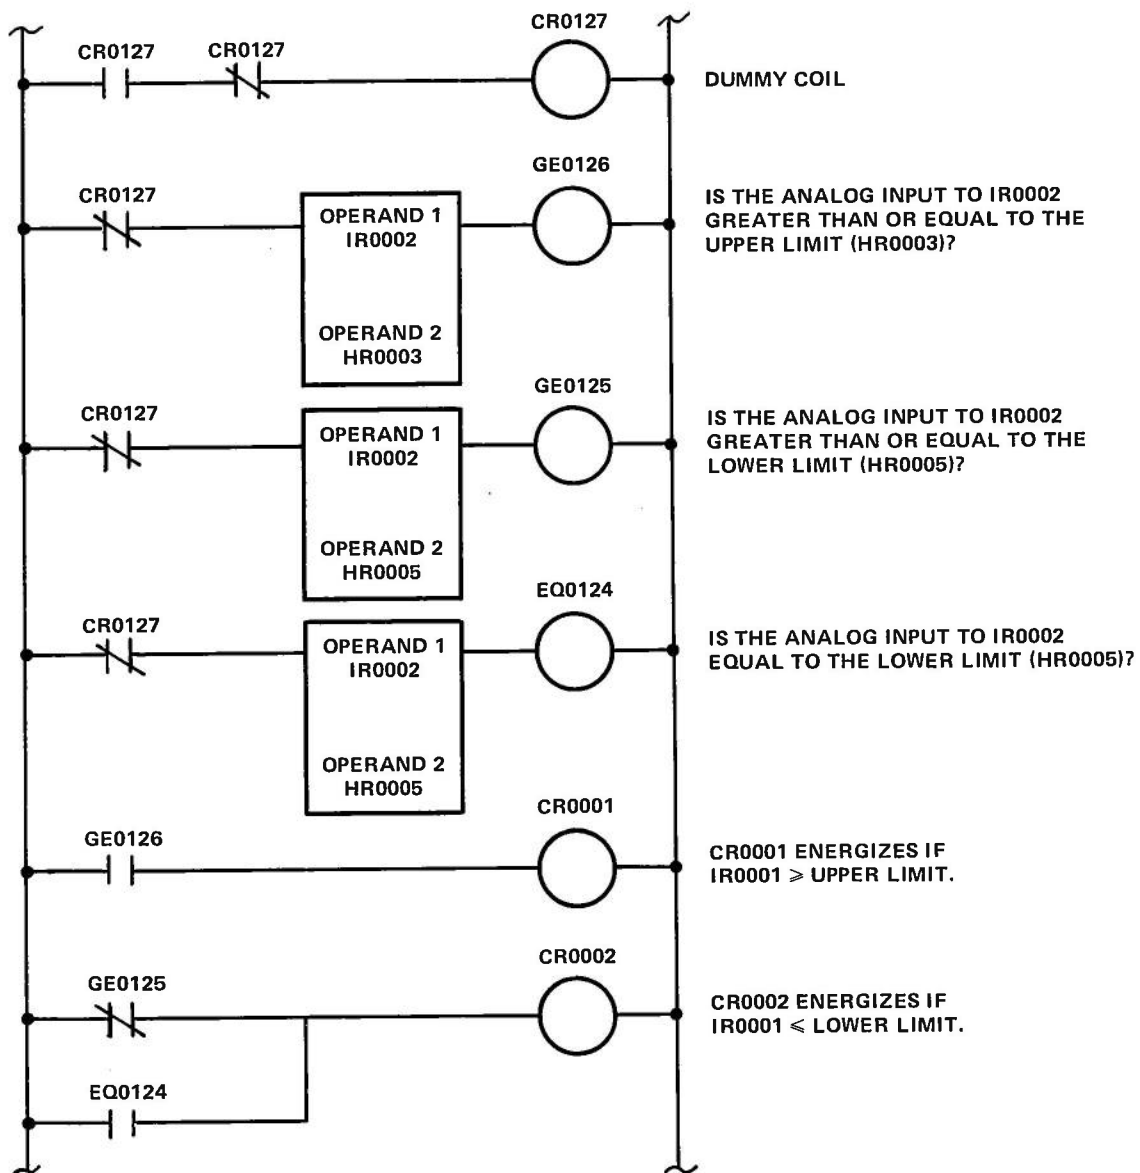 CR0127
CR0127 CR0127
DUMMY COIL
GE0126
CR0127
OPERAND 1
IR0002
OPERAND 2
HR0003
IS THE ANALOG INPUT TO IR0002
GREATER THAN OR EQUAL TO THE
UPPER LIMIT (HR0003)?
GE0125
CR0127
OPERAND 1
IR0002
OPERAND 2
HR0005
IS THE ANALOG INPUT TO IR0002
GREATER THAN OR EQUAL TO THE
LOWER LIMIT (HR0005)?
EQ0124
CR0127
OPERAND 1
IR0002
OPERAND 2
HR0005
IS THE ANALOG INPUT TO IR0002
EQUAL TO THE LOWER LIMIT (HR0005)?
CR0001
GE0126
CR0001 ENERGIZES IF
IR0001 ⩾ UPPER LIMIT.
CR0002
GE0125
CR0002 ENERGIZES IF
IR0001 ⩽ LOWER LIMIT.
EQ0124